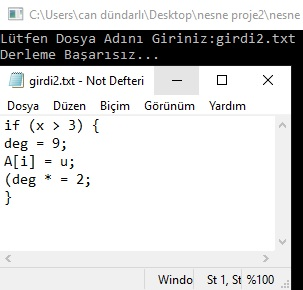 C:\Users\can dündarlı\Desktop\nesne proje2\nesne
Lütfen Dosya Adını Giriniz:girdi2.txt
Derleme Başarısız...
girdi2.txt - Not Defteri
Dosya Düzen Biçim Görünüm Yardım
if (x > 3) {
deg = 9;
A[i] = u;
(deg * = 2;
}
Windo St 1, St %100